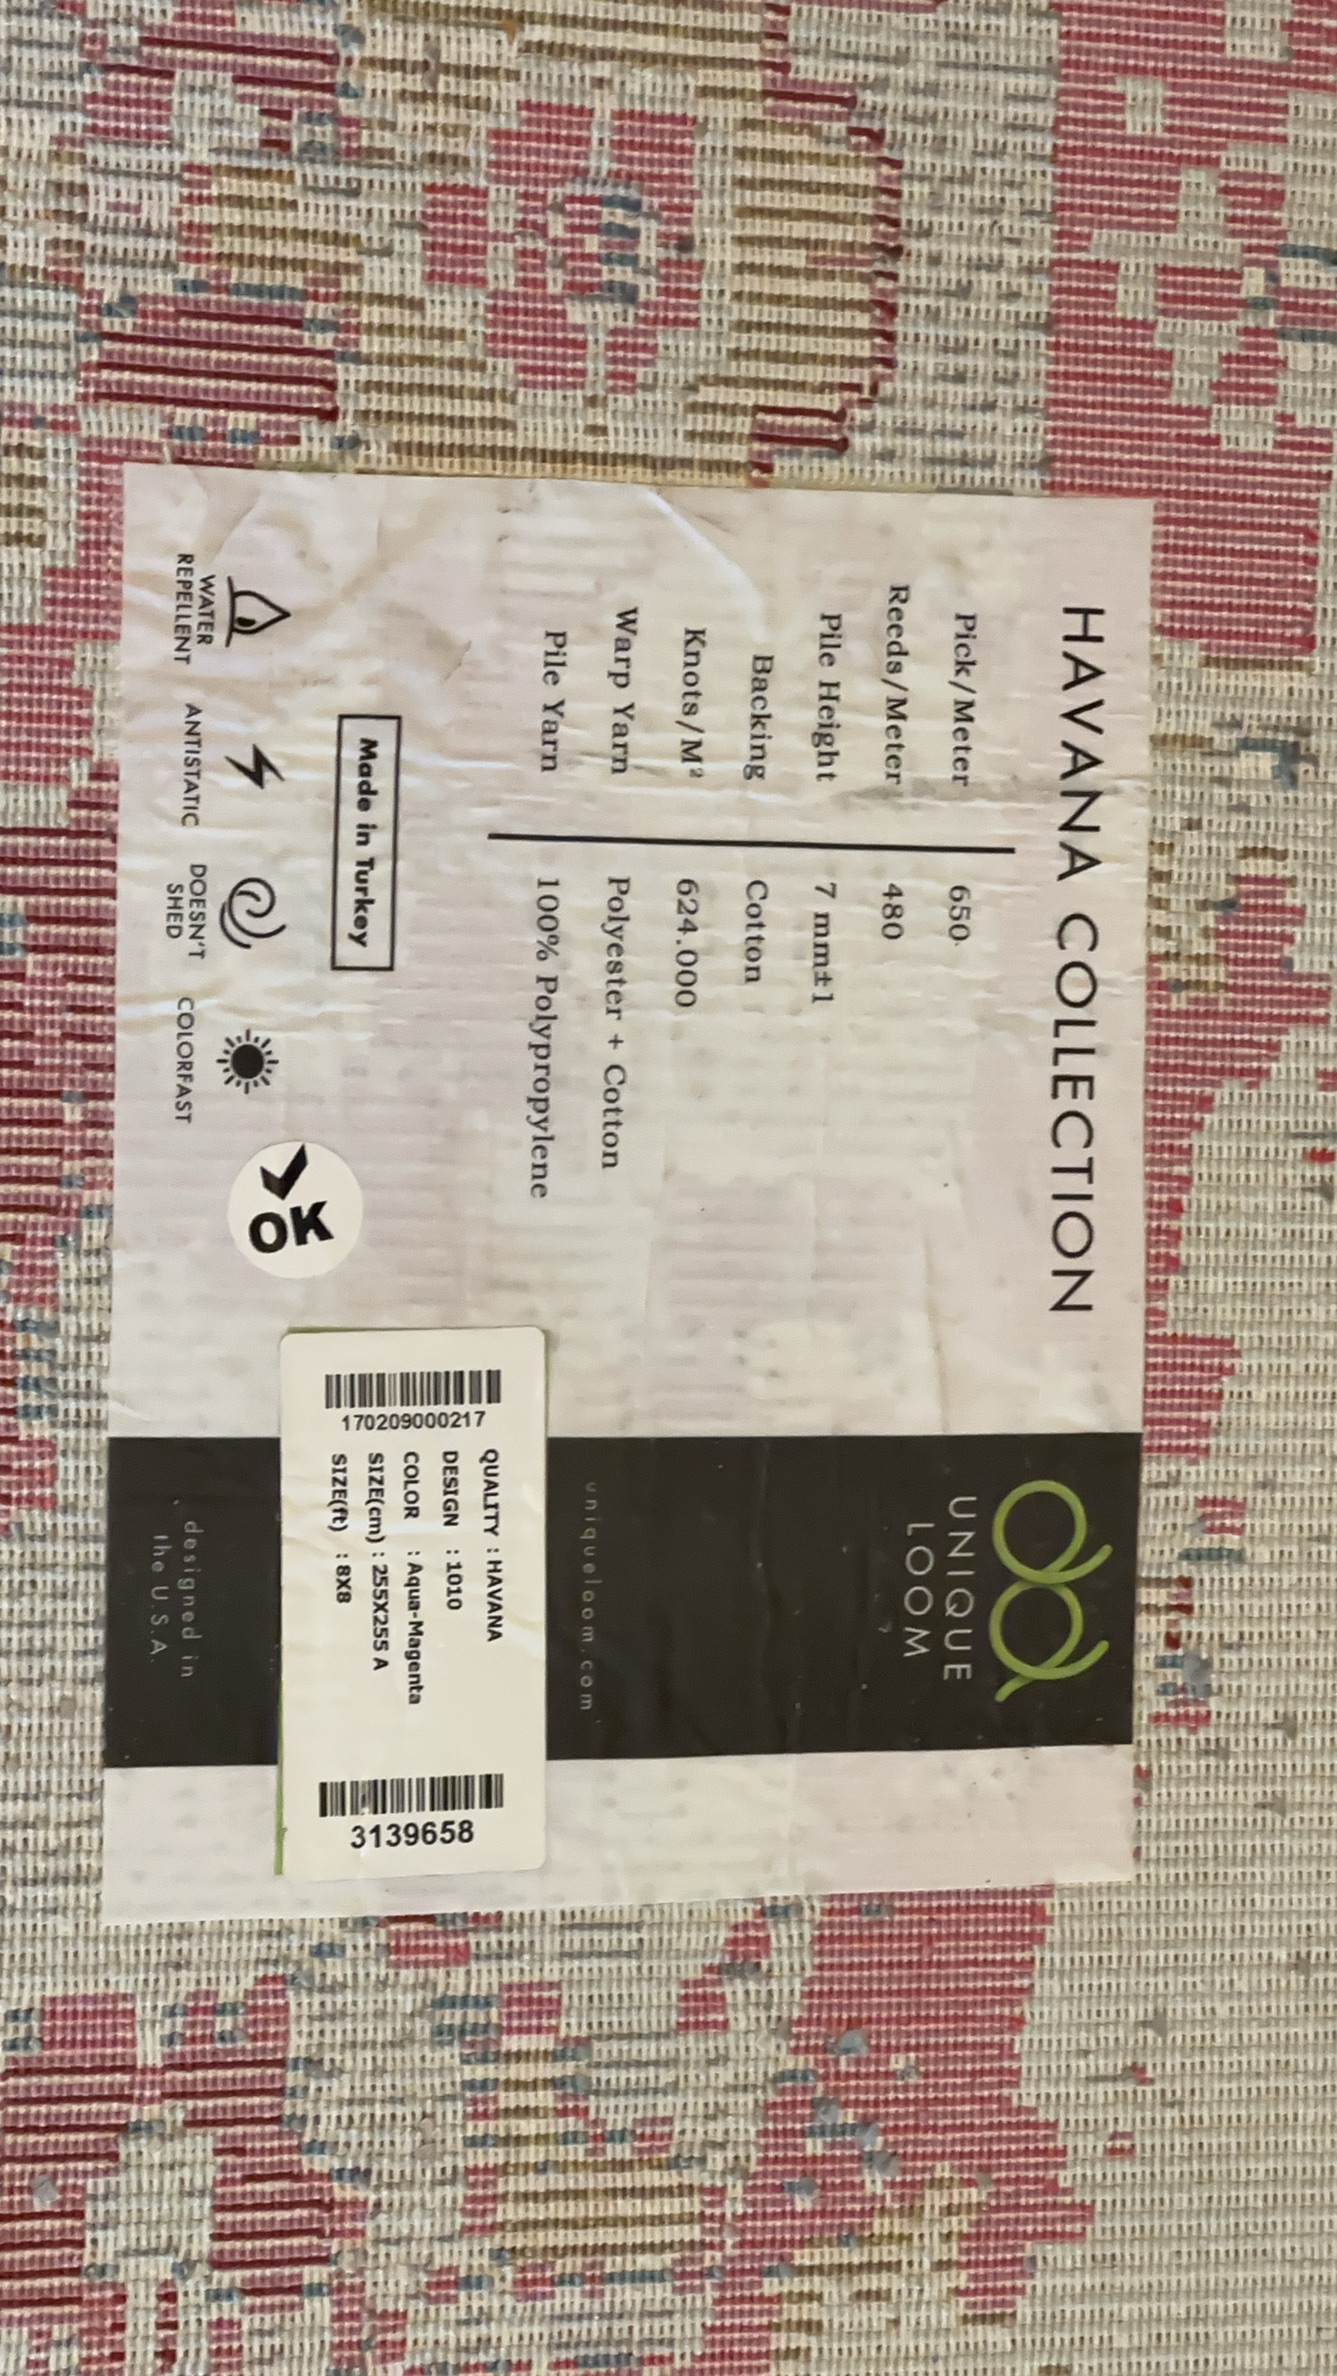 HAVANA COLLECTION
Pick/Meter 650
Reeds/Meter 480
Pile Height 7 mm±1
Backing Cotton
Knots/M² 624.000
Warp Yarn Polyester + Cotton
Pile Yarn 100% Polypropylene
Made in Turkey
WATER
REPELLENT
ANTISTATIC
DOESN'T
SHED
COLORFAST
OK
UNIQUE
LOOM
uniqueloom.com
170209000217
QUALITY : HAVANA
DESIGN : 1010
COLOR : Aqua-Magenta
SIZE(cm) : 255X255 A
SIZE(ft) : 8X8
3139658
designed in
the U.S.A.